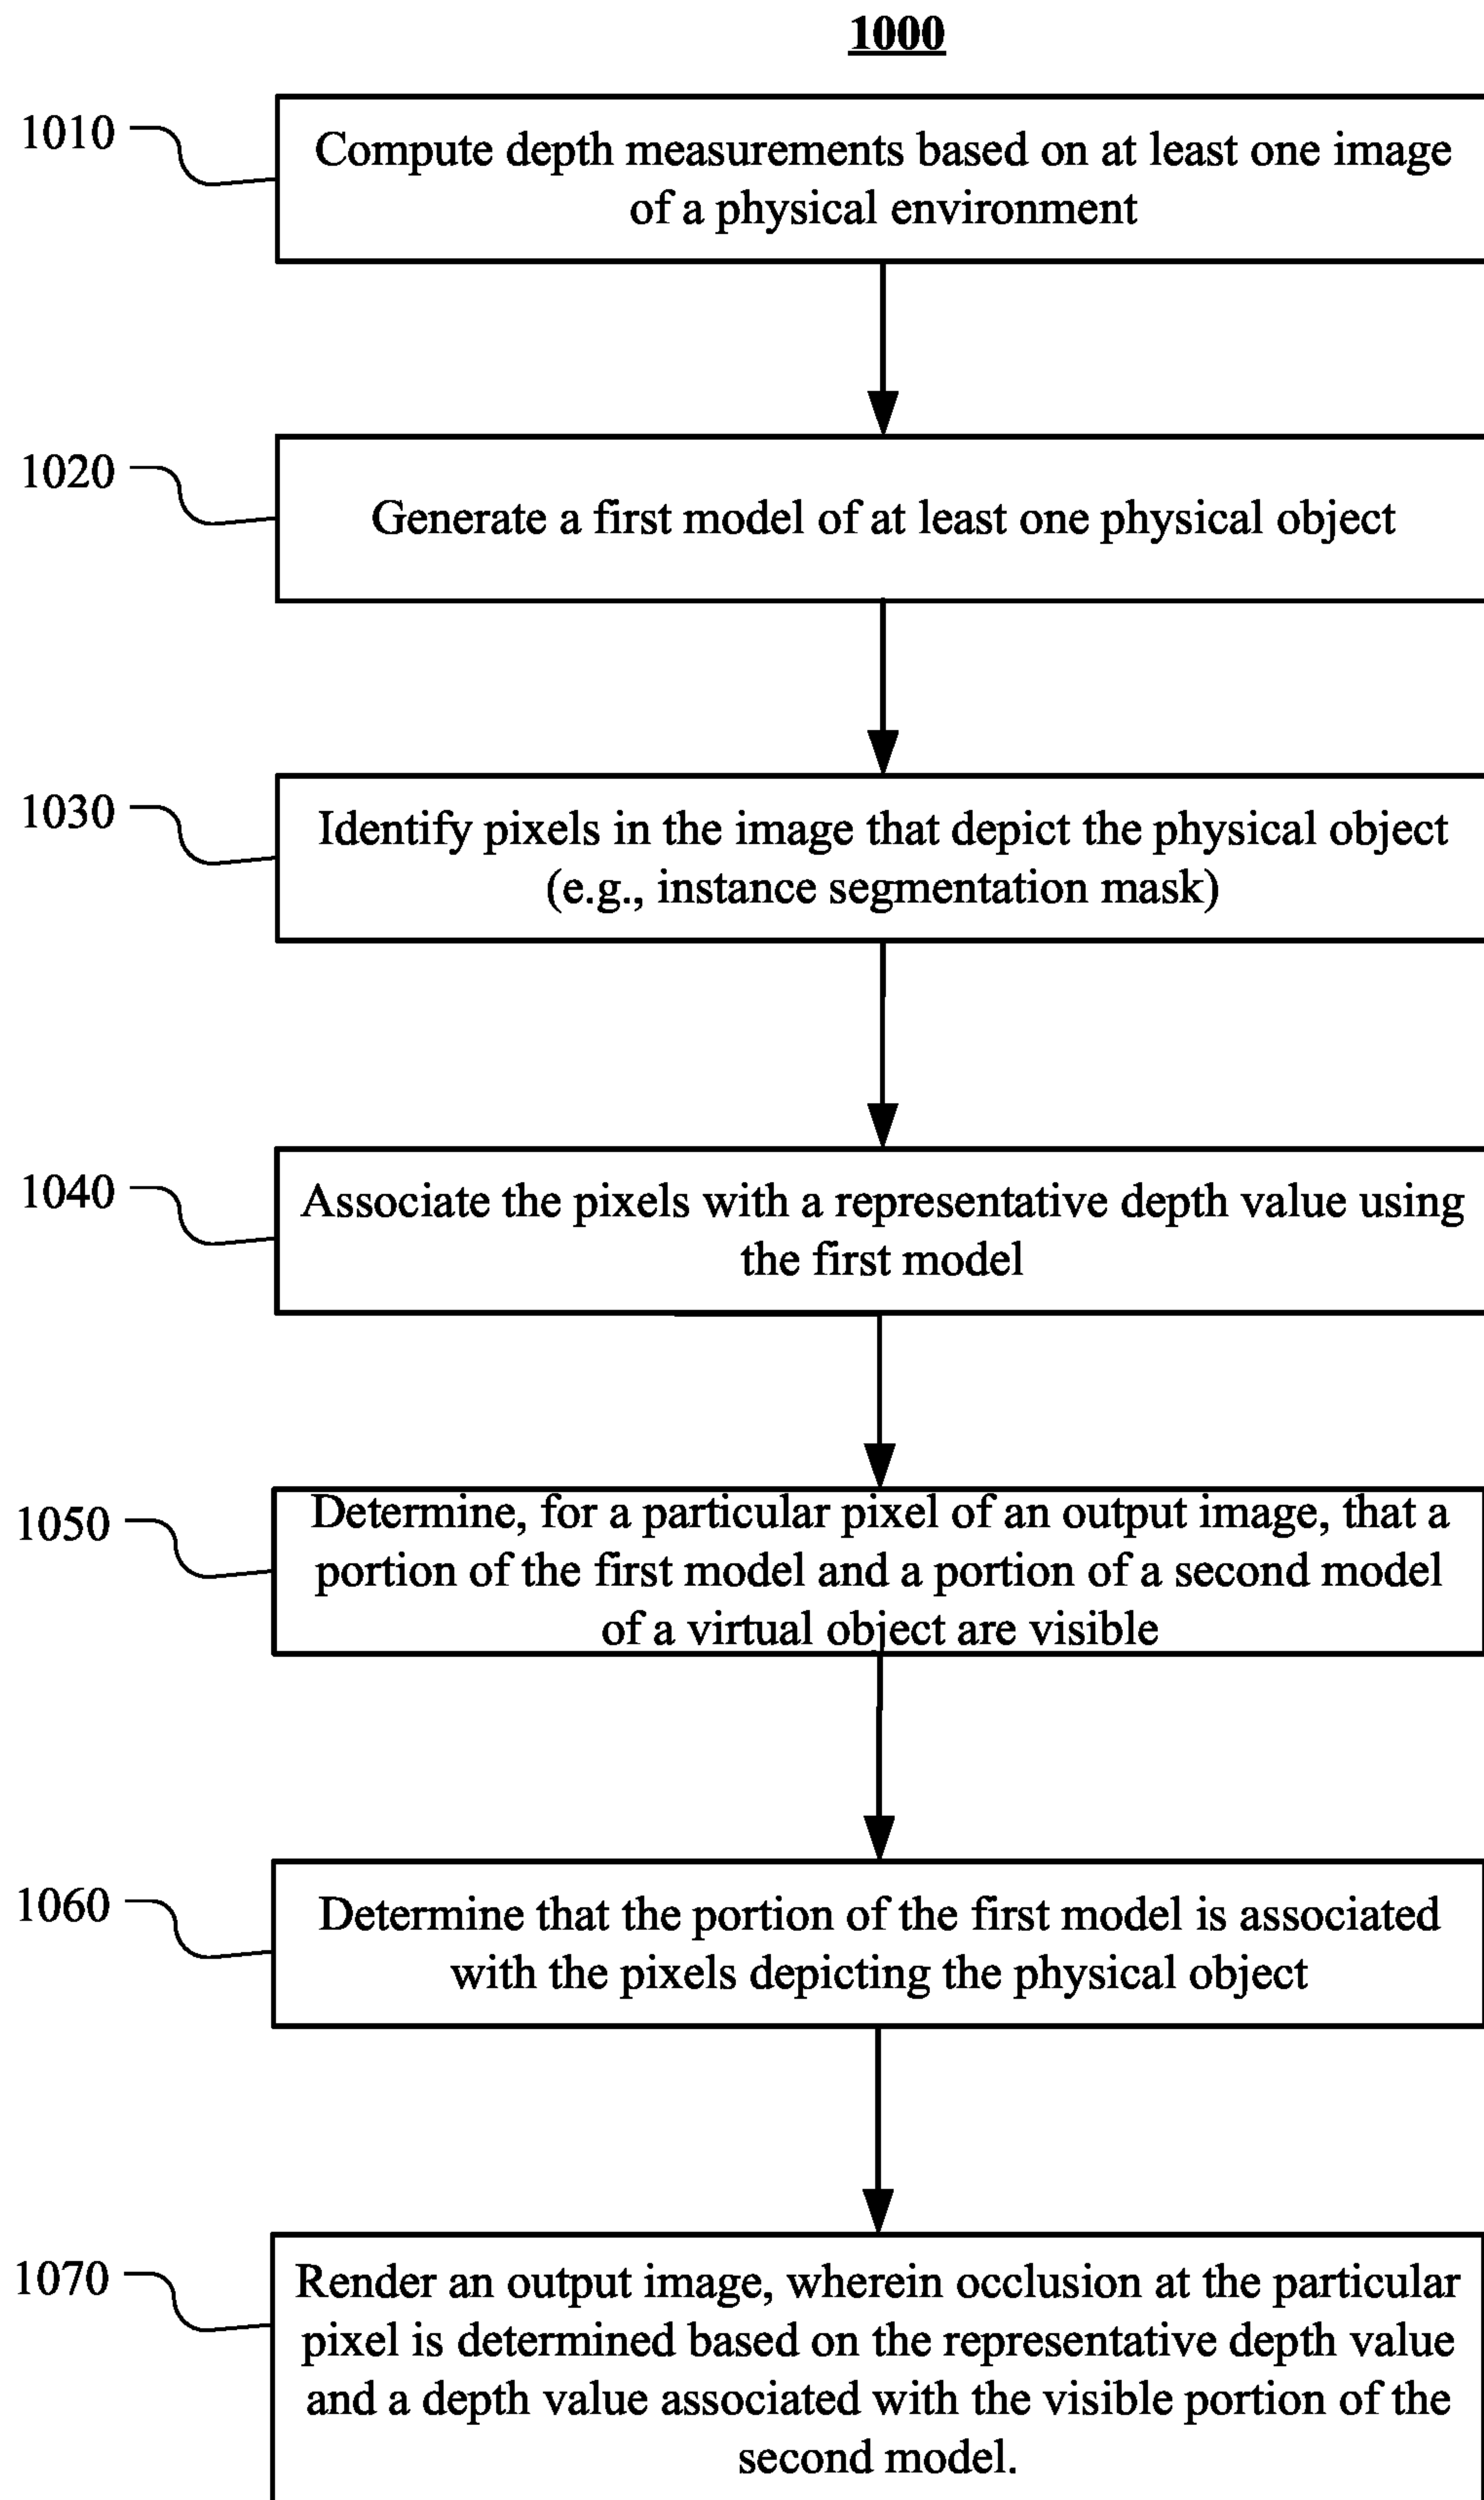 1000
1010
Compute depth measurements based on at least one image
of a physical environment
1020
Generate a first model of at least one physical object
1030
Identify pixels in the image that depict the physical object
(e.g., instance segmentation mask)
1040
Associate the pixels with a representative depth value using
the first model
1050
Determine, for a particular pixel of an output image, that a
portion of the first model and a portion of a second model
of a virtual object are visible
1060
Determine that the portion of the first model is associated
with the pixels depicting the physical object
1070
Render an output image, wherein occlusion at the particular
pixel is determined based on the representative depth value
and a depth value associated with the visible portion of the
second model.